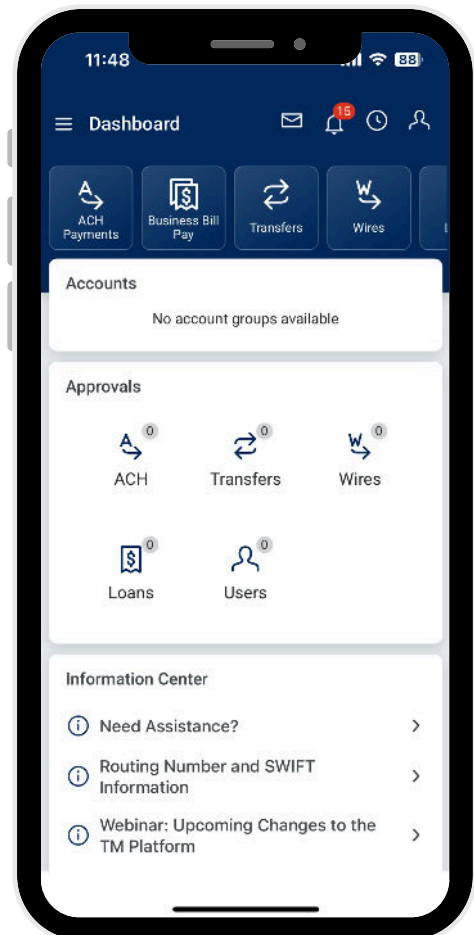 11:48
88
Dashboard
15
A
ACH
Payments
$
Business Bill
Pay
Transfers
W
Wires
Accounts
No account groups available
Approvals
A
0
ACH
0
Transfers
W
0
Wires
$
0
Loans
0
Users
Information Center
Need Assistance?
Routing Number and SWIFT
Information
Webinar: Upcoming Changes to the
TM Platform